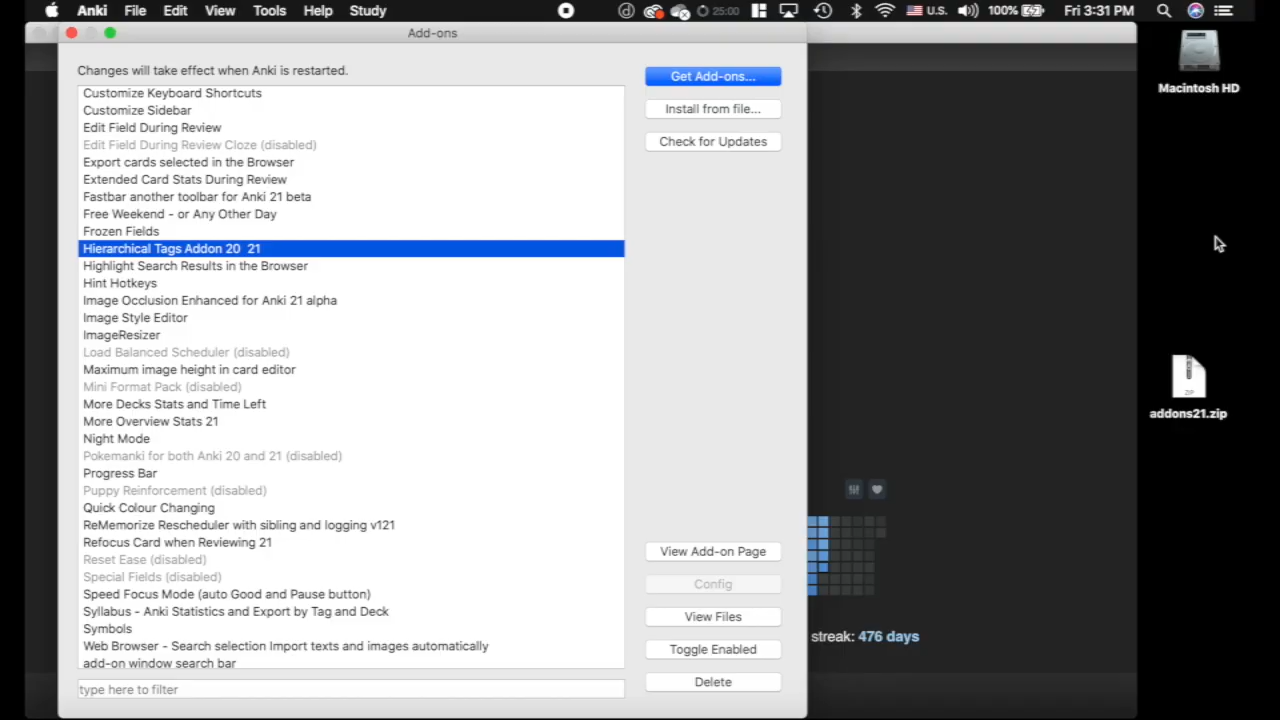 Anki File Edit View Tools Help Study 25:00 U.S. 100% Fri 3:31 PM
Add-ons
Changes will take effect when Anki is restarted.
Get Add-ons...
Install from file...
Check for Updates
Customize Keyboard Shortcuts
Customize Sidebar
Edit Field During Review
Edit Field During Review Cloze (disabled)
Export cards selected in the Browser
Extended Card Stats During Review
Fastbar another toolbar for Anki 21 beta
Free Weekend - or Any Other Day
Frozen Fields
Hierarchical Tags Addon 20 21
Highlight Search Results in the Browser
Hint Hotkeys
Image Occlusion Enhanced for Anki 21 alpha
Image Style Editor
ImageResizer
Load Balanced Scheduler (disabled)
Maximum image height in card editor
Mini Format Pack (disabled)
More Decks Stats and Time Left
More Overview Stats 21
Night Mode
Pokemanki for both Anki 20 and 21 (disabled)
Progress Bar
Puppy Reinforcement (disabled)
Quick Colour Changing
ReMemorize Rescheduler with sibling and logging v121
Refocus Card when Reviewing 21
Reset Ease (disabled)
Special Fields (disabled)
Speed Focus Mode (auto Good and Pause button)
Syllabus - Anki Statistics and Export by Tag and Deck
Symbols
Web Browser - Search selection Import texts and images automatically
add-on window search bar
type here to filter
View Add-on Page
Config
View Files
Toggle Enabled
Delete
streak: 476 days
Macintosh HD
ZIP
addons21.zip